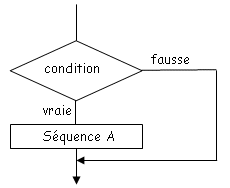 fausse
condition
vraie
Séquence A